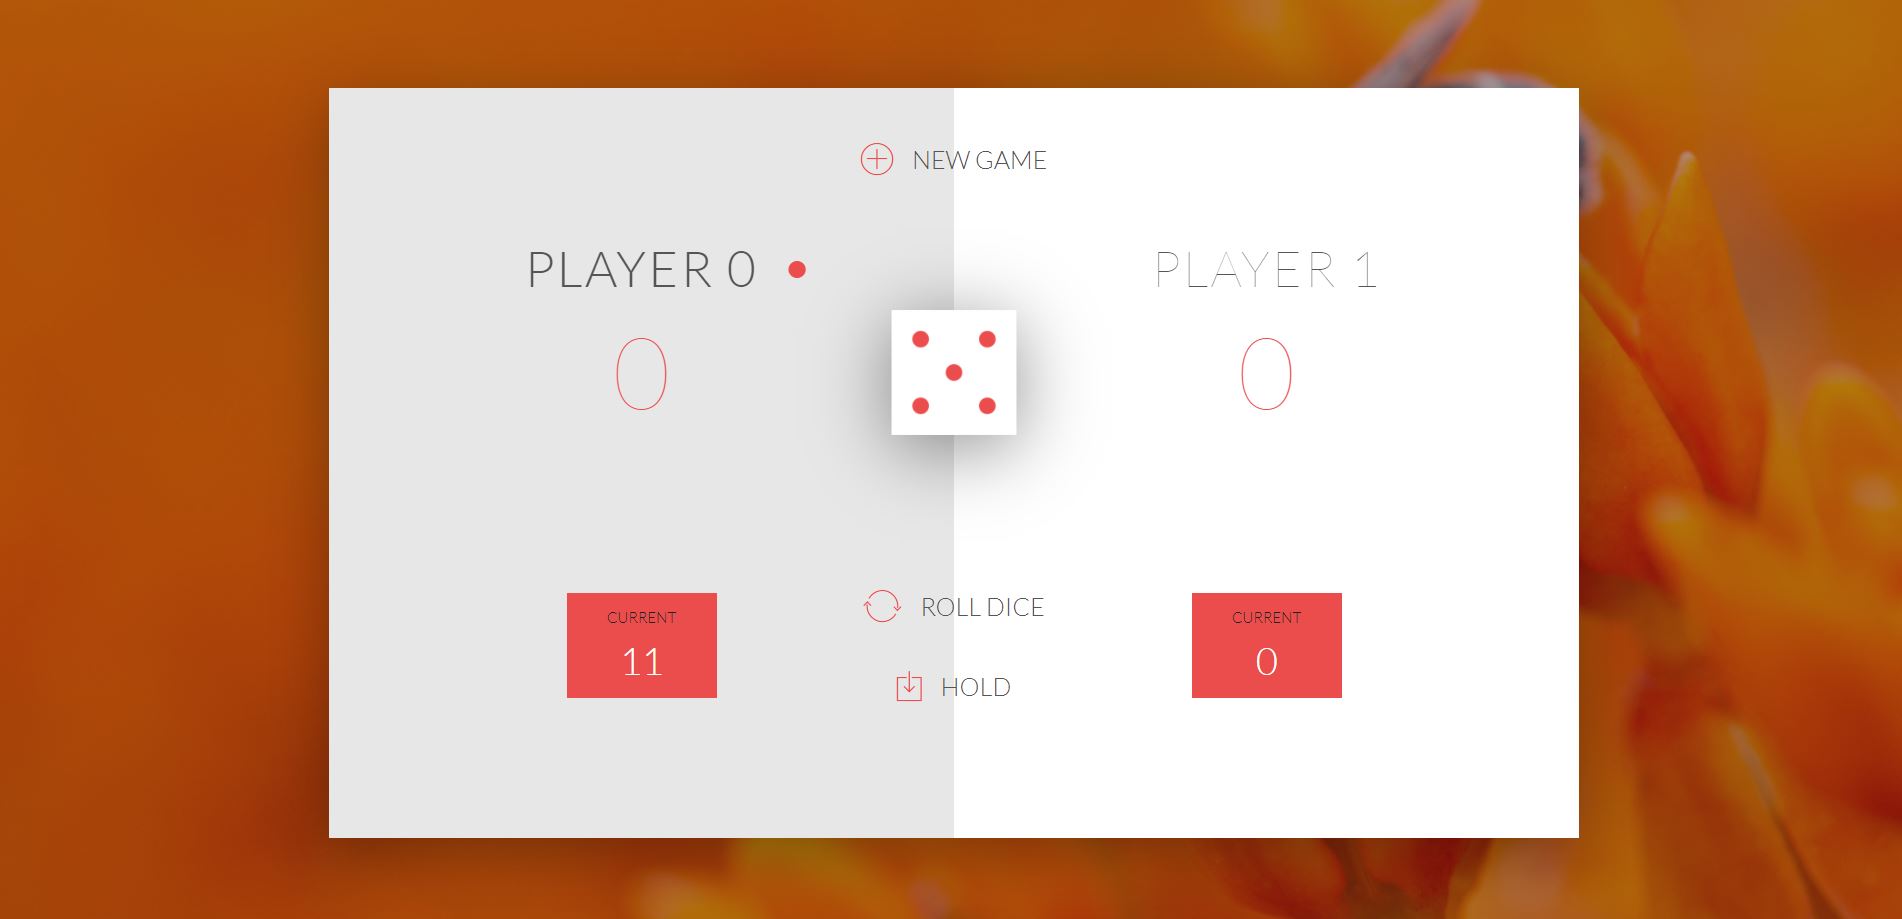 NEW GAME
PLAYER 0
PLAYER 1
0
0
ROLL DICE
CURRENT
11
CURRENT
0
HOLD